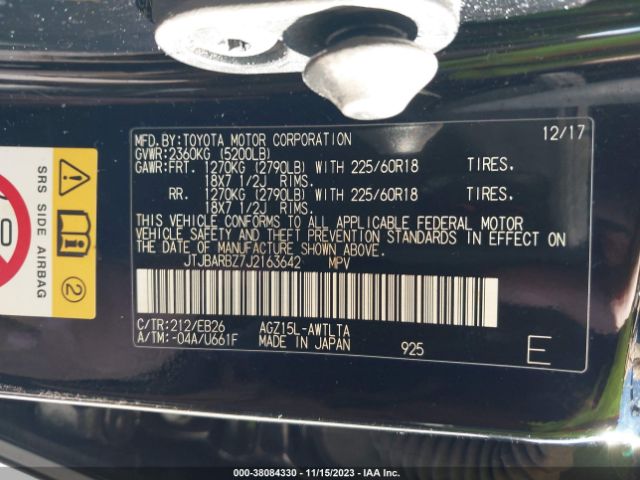 MFD.BY:TOYOTA MOTOR CORPORATION 12/17
GVWR:2360KG (5200LB)
GAWR:FRT. 1270KG (2790LB) WITH 225/60R18 TIRES.
18X7 1/2J RIMS.
RR. 1270KG (2790LB) WITH 225/60R18 TIRES.
18X7 1/2J RIMS.
THIS VEHICLE CONFORMS TO ALL APPLICABLE FEDERAL MOTOR
VEHICLE SAFETY AND THEFT PREVENTION STANDARDS IN EFFECT ON
THE DATE OF MANUFACTURE SHOWN ABOVE.
JTJBARBZ7J2163642 MPV
C/TR:212/EB26 AGZ15L-AWTLTA
A/TM:-04A/U661F MADE IN JAPAN 925 E
SRS SIDE AIRBAG
2
000-38084330 - 11/15/2023 - IAA Inc.